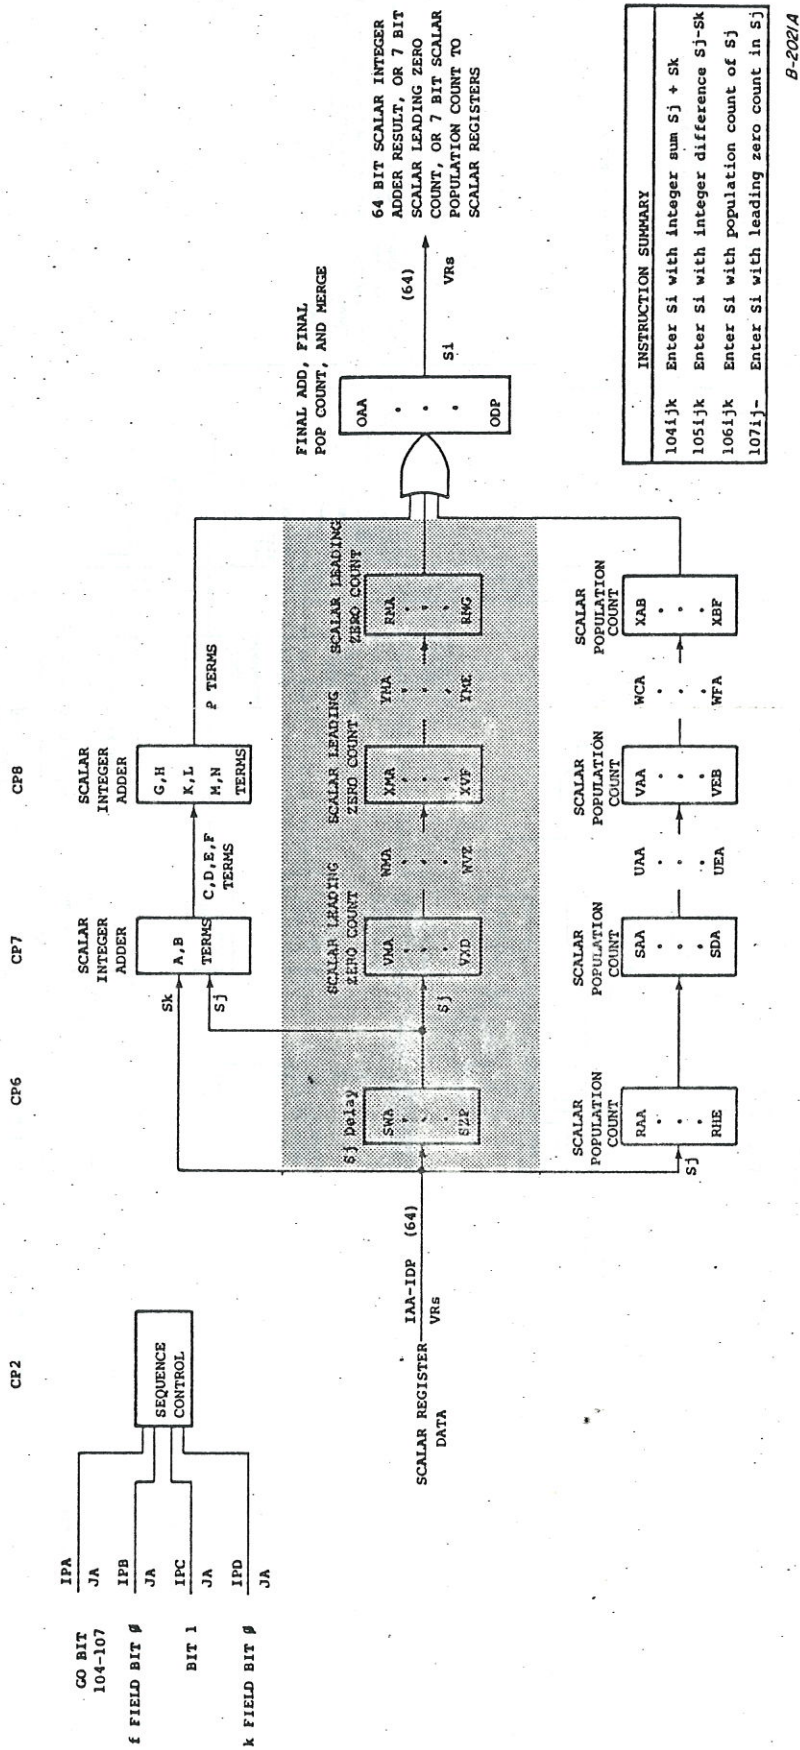 CP2
CP6
CP7
CP8
GO BIT
104-107
IPA
JA
f FIELD BIT Ø
IPB
JA
BIT 1
IPC
JA
k FIELD BIT Ø
IPD
JA
SEQUENCE
CONTROL
SCALAR REGISTER
DATA
IAA-IDP (64)
VRs
Sk
Sj
SCALAR
INTEGER
ADDER
A,B
TERMS
C,D,E,F
TERMS
SCALAR
INTEGER
ADDER
G,H
K,L
M,N
TERMS
P TERMS
Sj Delay
SWA
SZP
Sj
SCALAR LEADING
ZERO COUNT
VMA
VXD
WMA
WVZ
SCALAR LEADING
ZERO COUNT
XMA
XVF
YMA
YME
SCALAR LEADING
ZERO COUNT
RMA
RMG
Sj
SCALAR
POPULATION
COUNT
RAA
RHE
SCALAR
POPULATION
COUNT
SAA
SDA
UAA
UEA
SCALAR
POPULATION
COUNT
VAA
VEB
WCA
WFA
SCALAR
POPULATION
COUNT
XAB
XBF
FINAL ADD, FINAL
POP COUNT, AND MERGE
OAA
ODP
(64)
Si
VRs
64 BIT SCALAR INTEGER
ADDER RESULT, OR 7 BIT
SCALAR LEADING ZERO
COUNT, OR 7 BIT SCALAR
POPULATION COUNT TO
SCALAR REGISTERS
INSTRUCTION SUMMARY
104ijk Enter Si with integer sum Sj + Sk
105ijk Enter Si with integer difference Sj-Sk
106ijk Enter Si with population count of Sj
107ij- Enter Si with leading zero count in Sj
B-2021A